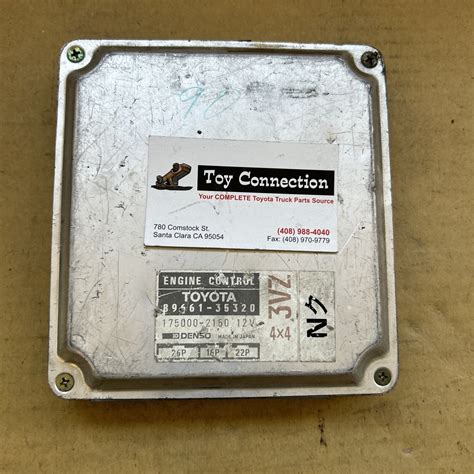 Toy Connection
Your COMPLETE Toyota Truck Parts Source
780 Comstock St.
Santa Clara CA 95054
(408) 988-4040
Fax: (408) 970-9779
ENGINE CONTROL
TOYOTA
89661-35320
175000-2160 12V
DENSO MADE IN JAPAN
26P 16P 22P
3VZ
4x4